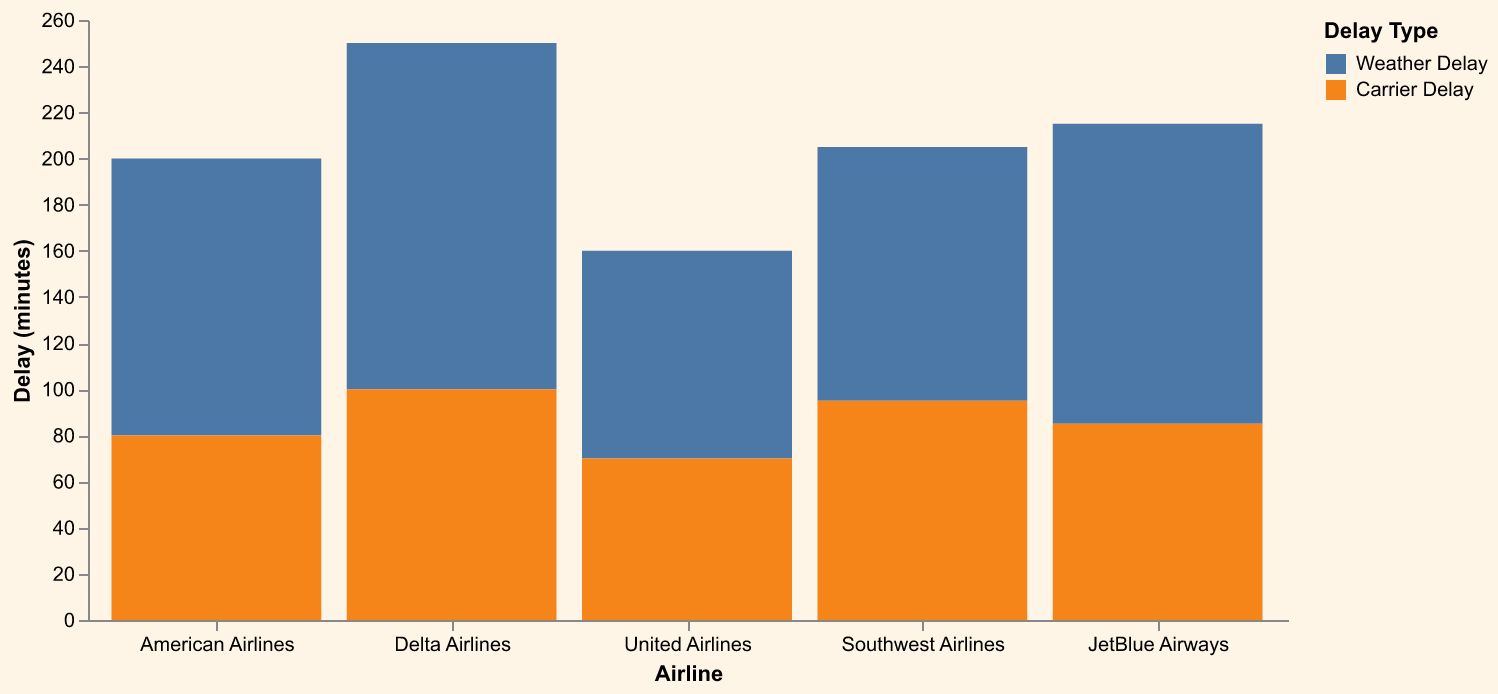 260
240
220
200
180
160
140
120
100
80
60
40
20
0
Delay (minutes)
American Airlines
Delta Airlines
United Airlines
Southwest Airlines
JetBlue Airways
Airline
Delay Type
Weather Delay
Carrier Delay